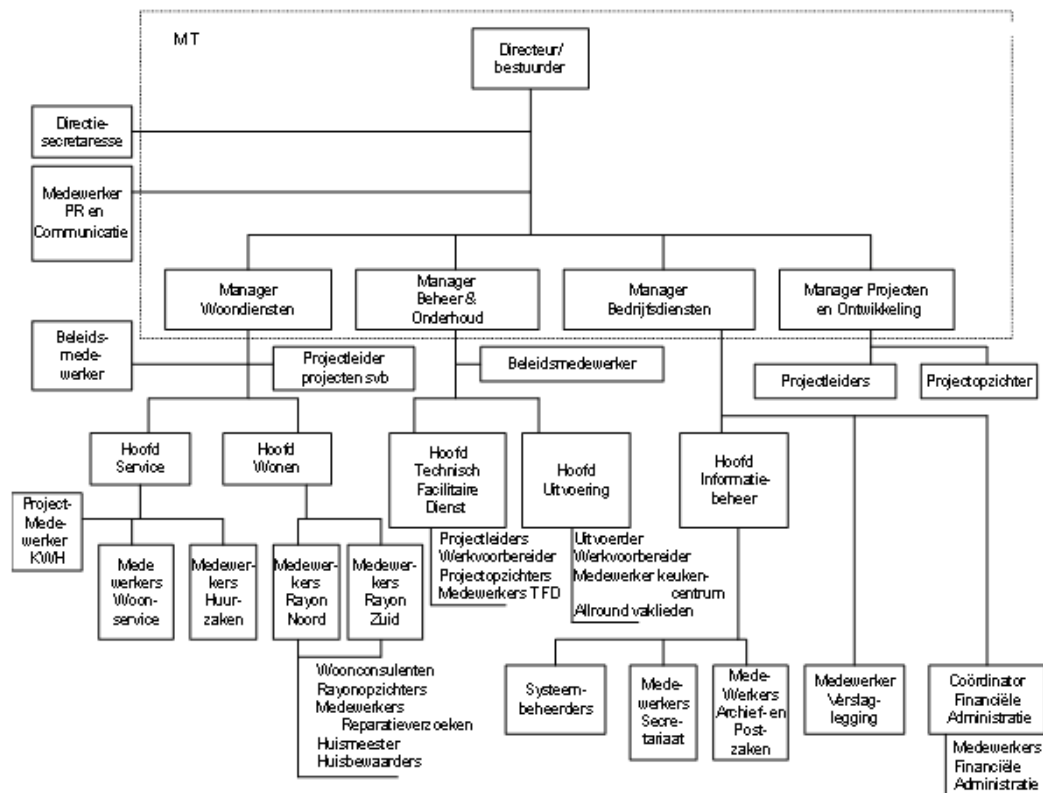 MT
Directeur/
bestuurder
Directie-
secretaresse
Medewerker
PR en
Communicatie
Manager
Woondiensten
Manager
Beheer &
Onderhoud
Manager
Bedrijfsdiensten
Manager Projecten
en Ontwikkeling
Beleids-
mede-
werker
Projectleider
projecten svb
Beleidsmedewerker
Projectleiders
Projectopzichter
Hoofd
Service
Hoofd
Wonen
Hoofd
Technisch
Facilitaire
Dienst
Hoofd
Uitvoering
Hoofd
Informatie-
beheer
Project-
Mede-
werker
KWH
Mede
werkers
Woon-
service
Medewer-
kers
Huur-
zaken
Medewer-
kers
Rayon
Noord
Medewer-
kers
Rayon
Zuid
Projectleiders
Werkvoorbereider
Projectopzichters
Medewerkers TFD
Uitvoerder
Werkvoorbereider
Medewerker keuken-
centrum
Allround vaklieden
Woonconsulenten
Rayonopzichters
Medewerkers
Reparatieverzoeken
Huismeester
Huisbewaarders
Systeem-
beheerders
Mede-
werkers
Secre-
tariaat
Mede-
Werkers
Archief- en
Post-
zaken
Medewerker
Verslag-
legging
Coördinator
Financiële
Administratie
Medewerkers
Financiële
Administratie